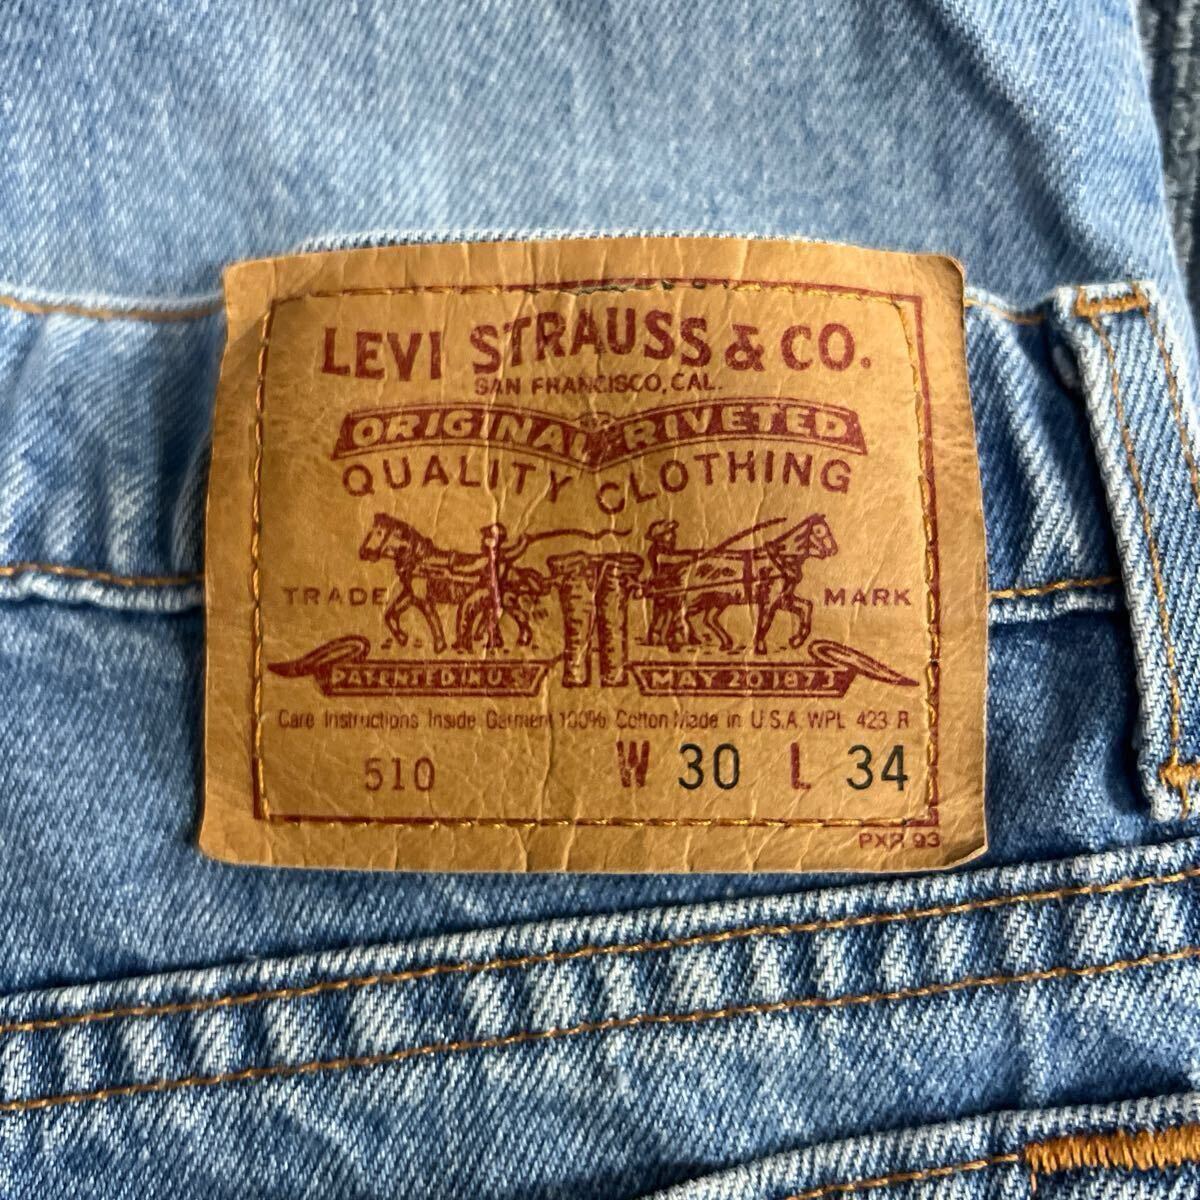 LEVI STRAUSS & CO.
SAN FRANCISCO, CAL.
ORIGINAL RIVETED
QUALITY CLOTHING
TRADE MARK
PATENTED IN U.S. MAY 20 1873
Care Instructions Inside Garment 100% Cotton Made in U.S.A. WPL 423 R
510 W 30 L 34
PXP 93